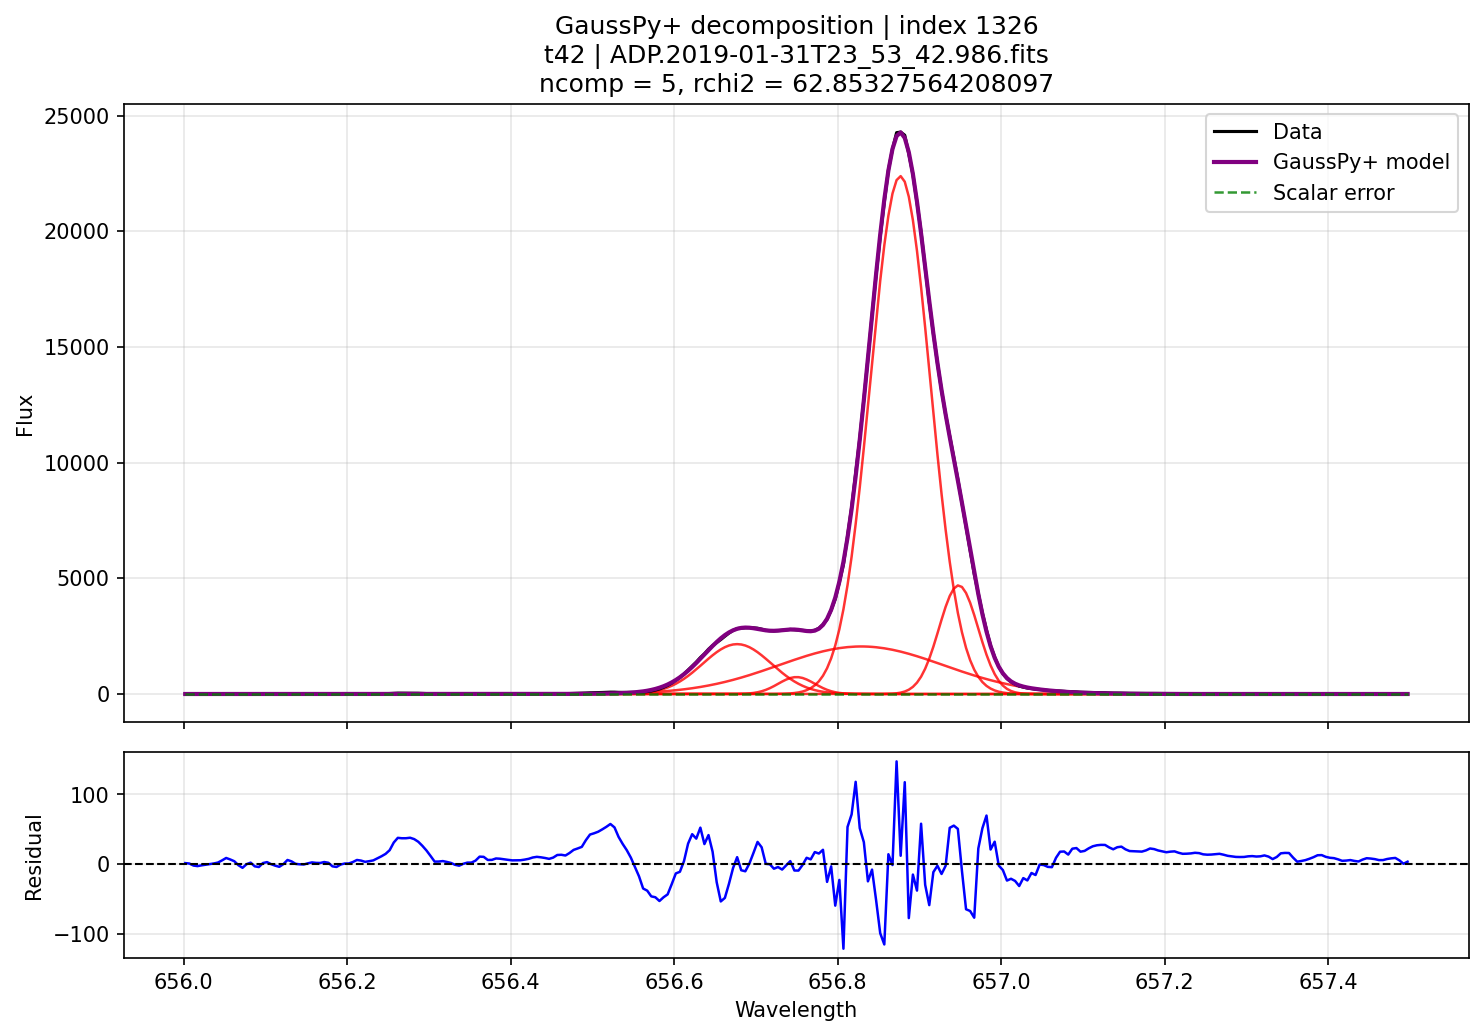 GaussPy+ decomposition | index 1326
t42 | ADP.2019-01-31T23_53_42.986.fits
ncomp = 5, rchi2 = 62.85327564208097
Data
GaussPy+ model
Scalar error
25000
20000
15000
10000
5000
0
Flux
100
0
−100
Residual
656.0
656.2
656.4
656.6
656.8
657.0
657.2
657.4
Wavelength